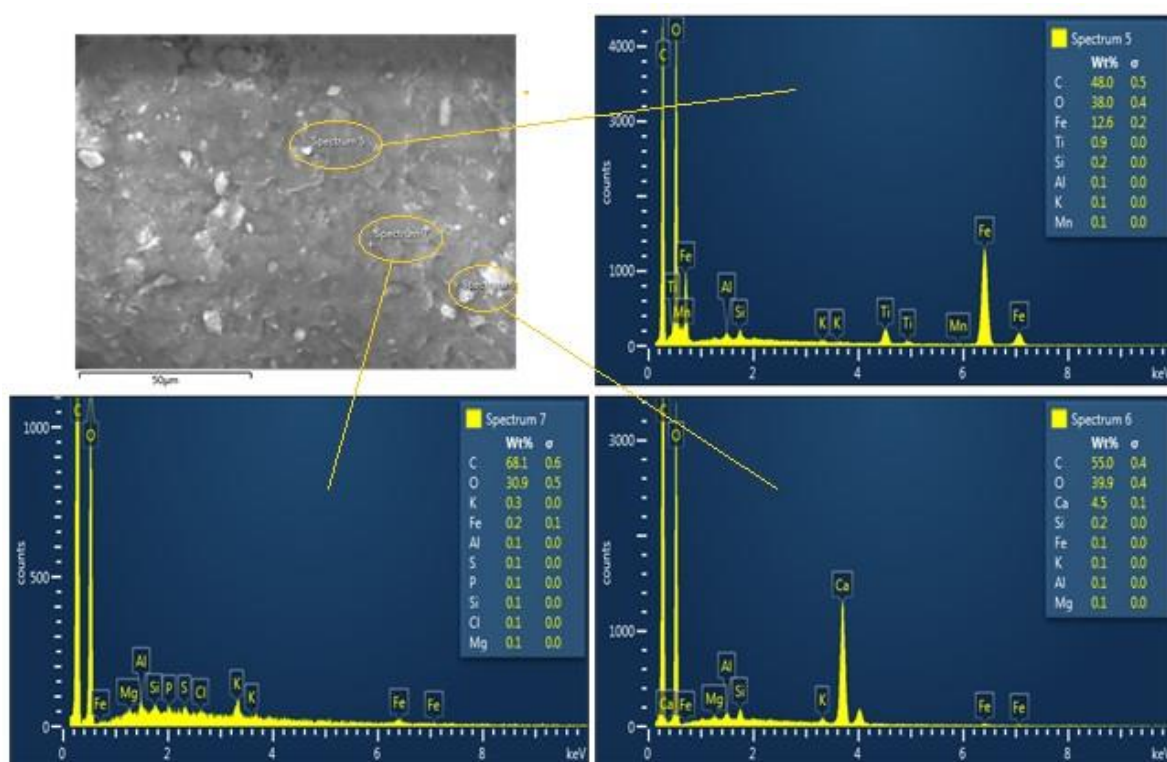 Spectrum 5
Spectrum 7
50µm
Spectrum 5
Wt% σ
C 48.0 0.5
O 38.0 0.4
Fe 12.6 0.2
Ti 0.9 0.0
Si 0.2 0.0
Al 0.1 0.0
K 0.1 0.0
Mn 0.1 0.0
4000
3000
1000
0
counts
C
O
Fe
Ti
Mn
Al
Si
K
K
Ti
Ti
Mn
Fe
Fe
0 2 4 6 8 keV
Spectrum 7
Wt% σ
C 68.1 0.6
O 30.9 0.5
K 0.3 0.0
Fe 0.2 0.1
Al 0.1 0.0
S 0.1 0.0
P 0.1 0.0
Si 0.1 0.0
Cl 0.1 0.0
Mg 0.1 0.0
1000
500
0
counts
C
O
Fe
Mg
Al
Si
P
S
Cl
K
K
Fe
Fe
0 2 4 6 8 keV
Spectrum 6
Wt% σ
C 55.0 0.4
O 39.9 0.4
Ca 4.5 0.1
Si 0.2 0.0
Fe 0.1 0.0
K 0.1 0.0
Al 0.1 0.0
Mg 0.1 0.0
3000
1000
0
counts
C
O
Ca
Fe
Mg
Al
Si
K
Ca
Fe
Fe
0 2 4 6 8 keV